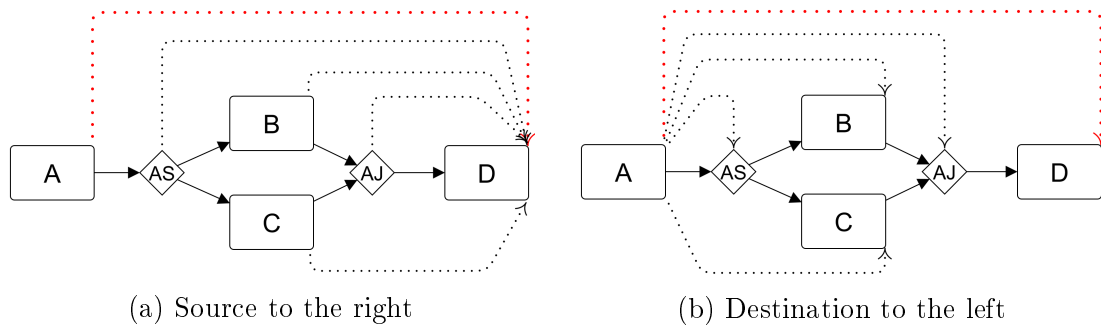 A
AS
B
C
AJ
D
(a) Source to the right
A
AS
B
C
AJ
D
(b) Destination to the left